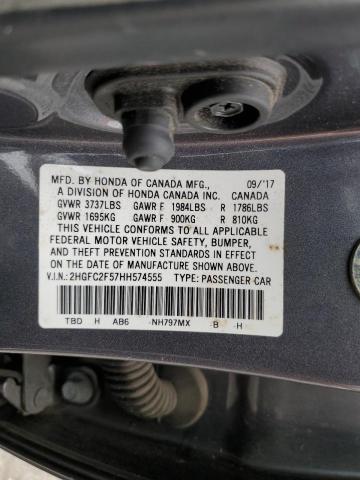 MFD. BY HONDA OF CANADA MFG., 09/'17
A DIVISION OF HONDA CANADA INC. CANADA
GVWR 3737LBS GAWR F 1984LBS R 1786LBS
GVWR 1695KG GAWR F 900KG R 810KG
THIS VEHICLE CONFORMS TO ALL APPLICABLE
FEDERAL MOTOR VEHICLE SAFETY, BUMPER,
AND THEFT PREVENTION STANDARDS IN EFFECT
ON THE DATE OF MANUFACTURE SHOWN ABOVE.
V.I.N.: 2HGFC2F57HH574555 TYPE: PASSENGER CAR
TBD H AB6 -NH797MX -B -H